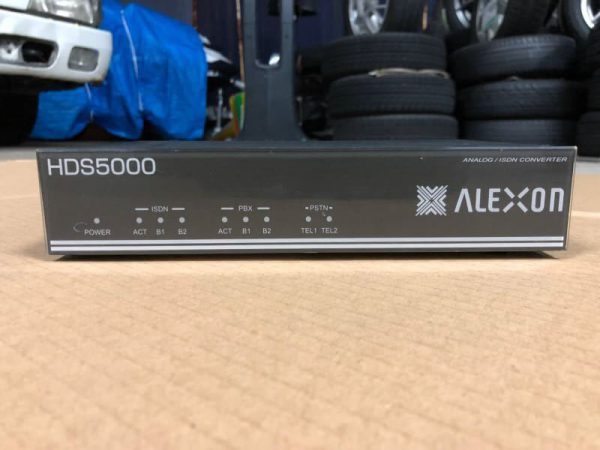 HDS5000
ANALOG / ISDN CONVERTER
ALEXON
ISDN PBX PSTN
POWER ACT B1 B2 ACT B1 B2 TEL1 TEL2